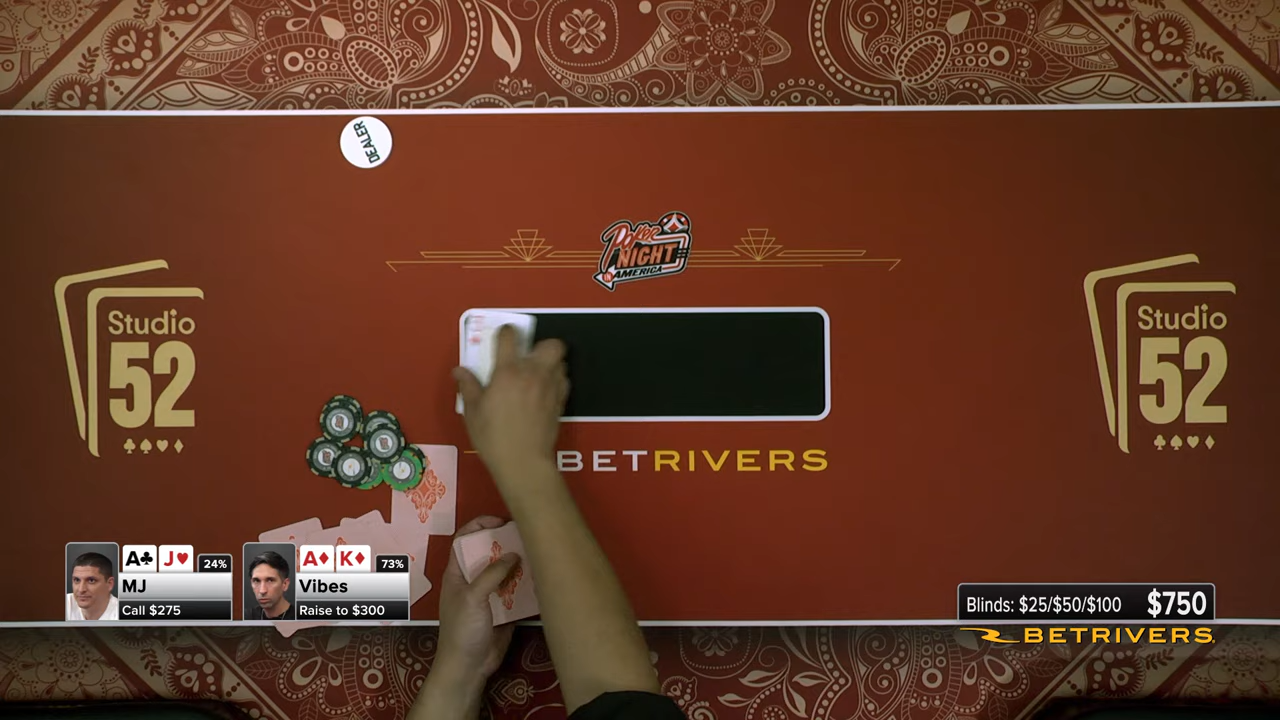 DEALER
Poker
NIGHT
IN AMERICA
Studio
52
Studio
52
BETRIVERS
A♣ J♥ 24%
MJ
Call $275
A♦ K♦ 73%
Vibes
Raise to $300
Blinds: $25/$50/$100 $750
BETRIVERS.